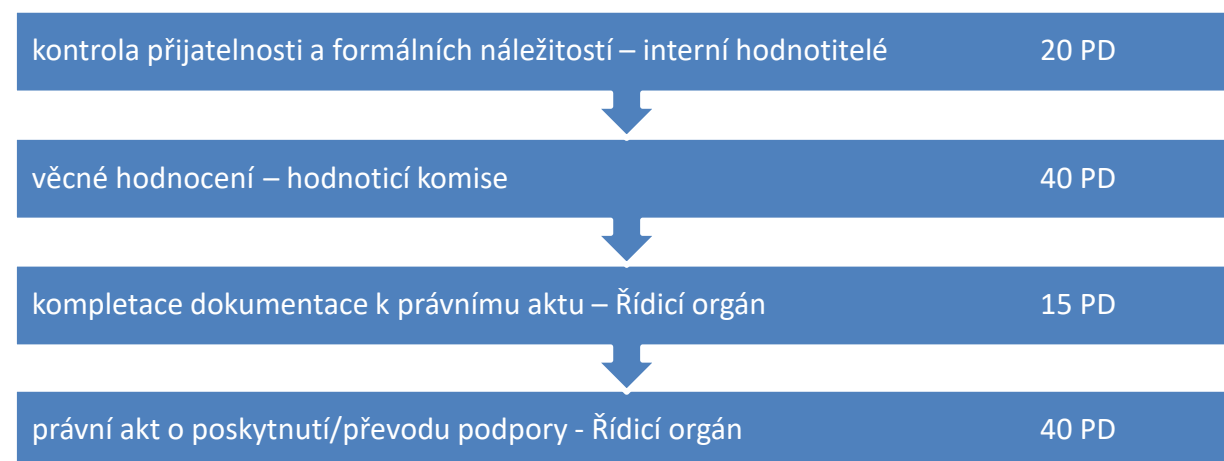 kontrola přijatelnosti a formálních náležitostí – interní hodnotitelé 20 PD
věcné hodnocení – hodnoticí komise 40 PD
kompletace dokumentace k právnímu aktu – Řídicí orgán 15 PD
právní akt o poskytnutí/převodu podpory - Řídicí orgán 40 PD